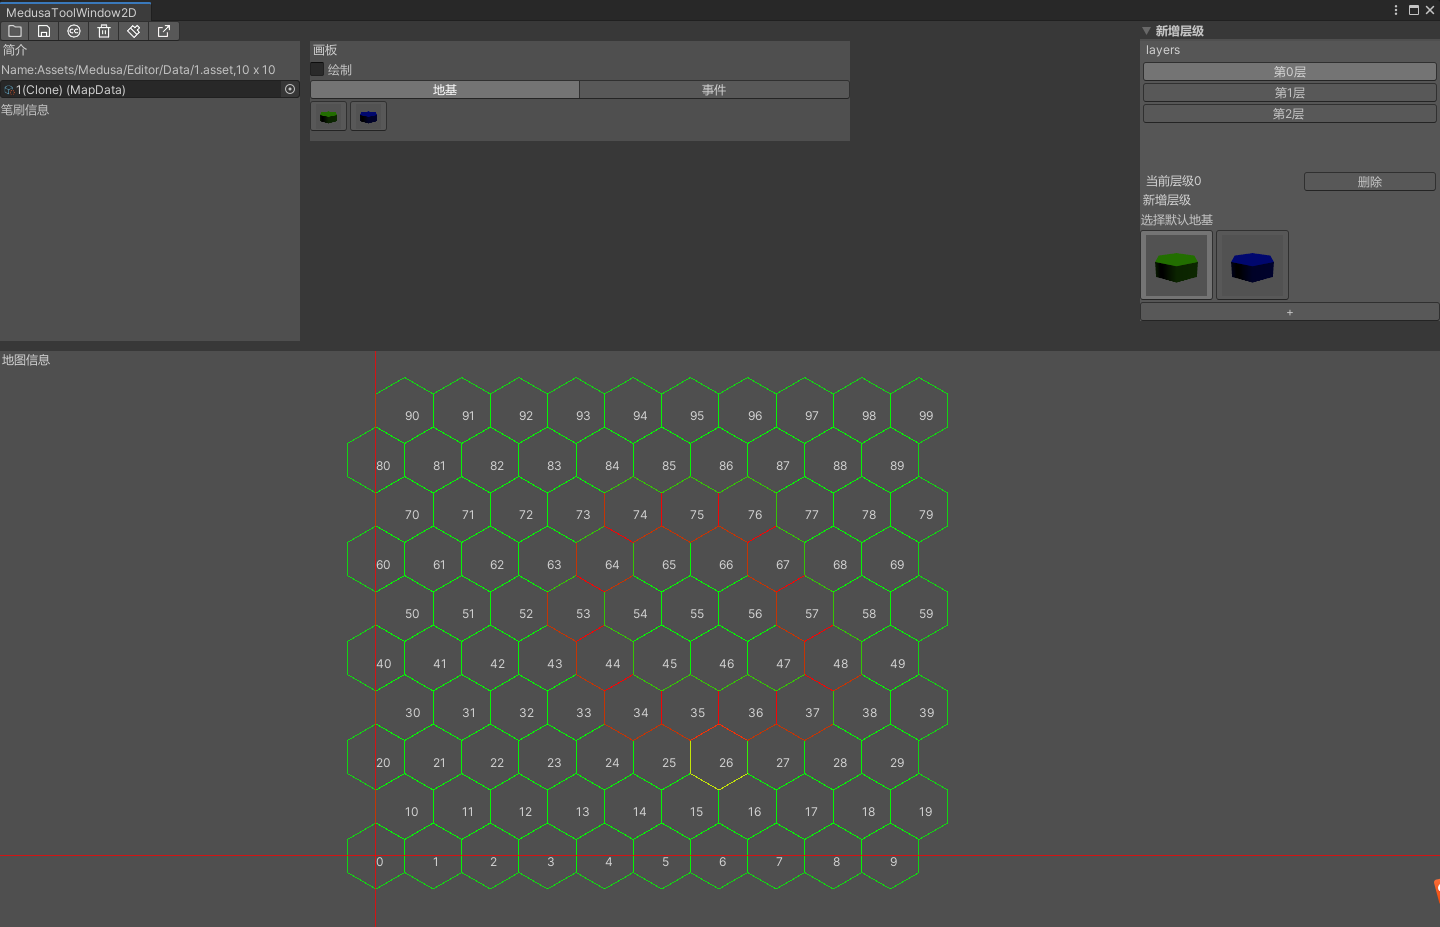 MedusaToolWindow2D
简介
Name:Assets/Medusa/Editor/Data/1.asset,10 x 10
1(Clone) (MapData)
笔刷信息
画板
绘制
地基 事件
新增层级
layers
第0层
第1层
第2层
当前层级0 删除
新增层级
选择默认地基
+
地图信息
90 91 92 93 94 95 96 97 98 99
80 81 82 83 84 85 86 87 88 89
70 71 72 73 74 75 76 77 78 79
60 61 62 63 64 65 66 67 68 69
50 51 52 53 54 55 56 57 58 59
40 41 42 43 44 45 46 47 48 49
30 31 32 33 34 35 36 37 38 39
20 21 22 23 24 25 26 27 28 29
10 11 12 13 14 15 16 17 18 19
0 1 2 3 4 5 6 7 8 9